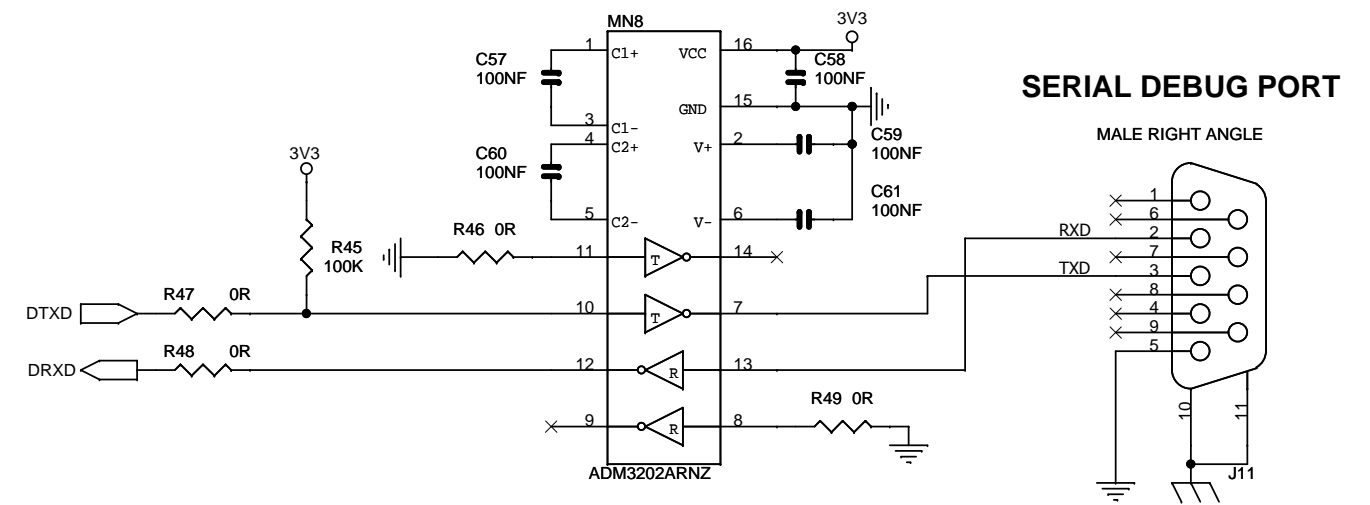 MN8
3V3
1
C1+
VCC
16
C57
100NF
C58
100NF
SERIAL DEBUG PORT
3
C1-
GND
15
4
C2+
V+
2
C59
100NF
MALE RIGHT ANGLE
3V3
C60
100NF
C61
100NF
5
C2-
V-
6
1
6
R45
100K
R46 0R
11
T
14
RXD 2
7
TXD 3
DTXD
R47 0R
10
T
7
8
4
9
DRXD
R48 0R
12
R
13
5
R49 0R
9
R
8
10
11
ADM3202ARNZ
J11